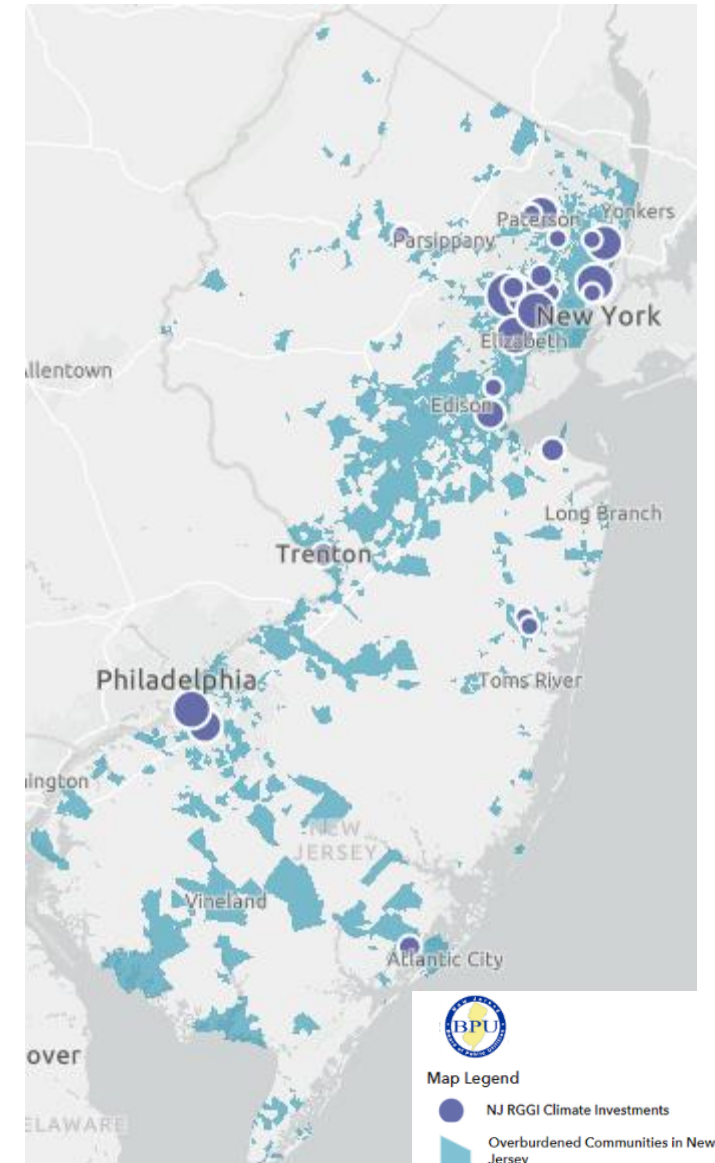 Paterson
Yonkers
Parsippany
New York
Elizabeth
Allentown
Edison
Long Branch
Trenton
Philadelphia
Toms River
ington
NEW
JERSEY
Vineland
Atlantic City
over
ELAWARE
BPU
Map Legend
NJ RGGI Climate Investments
Overburdened Communities in New
Jersey